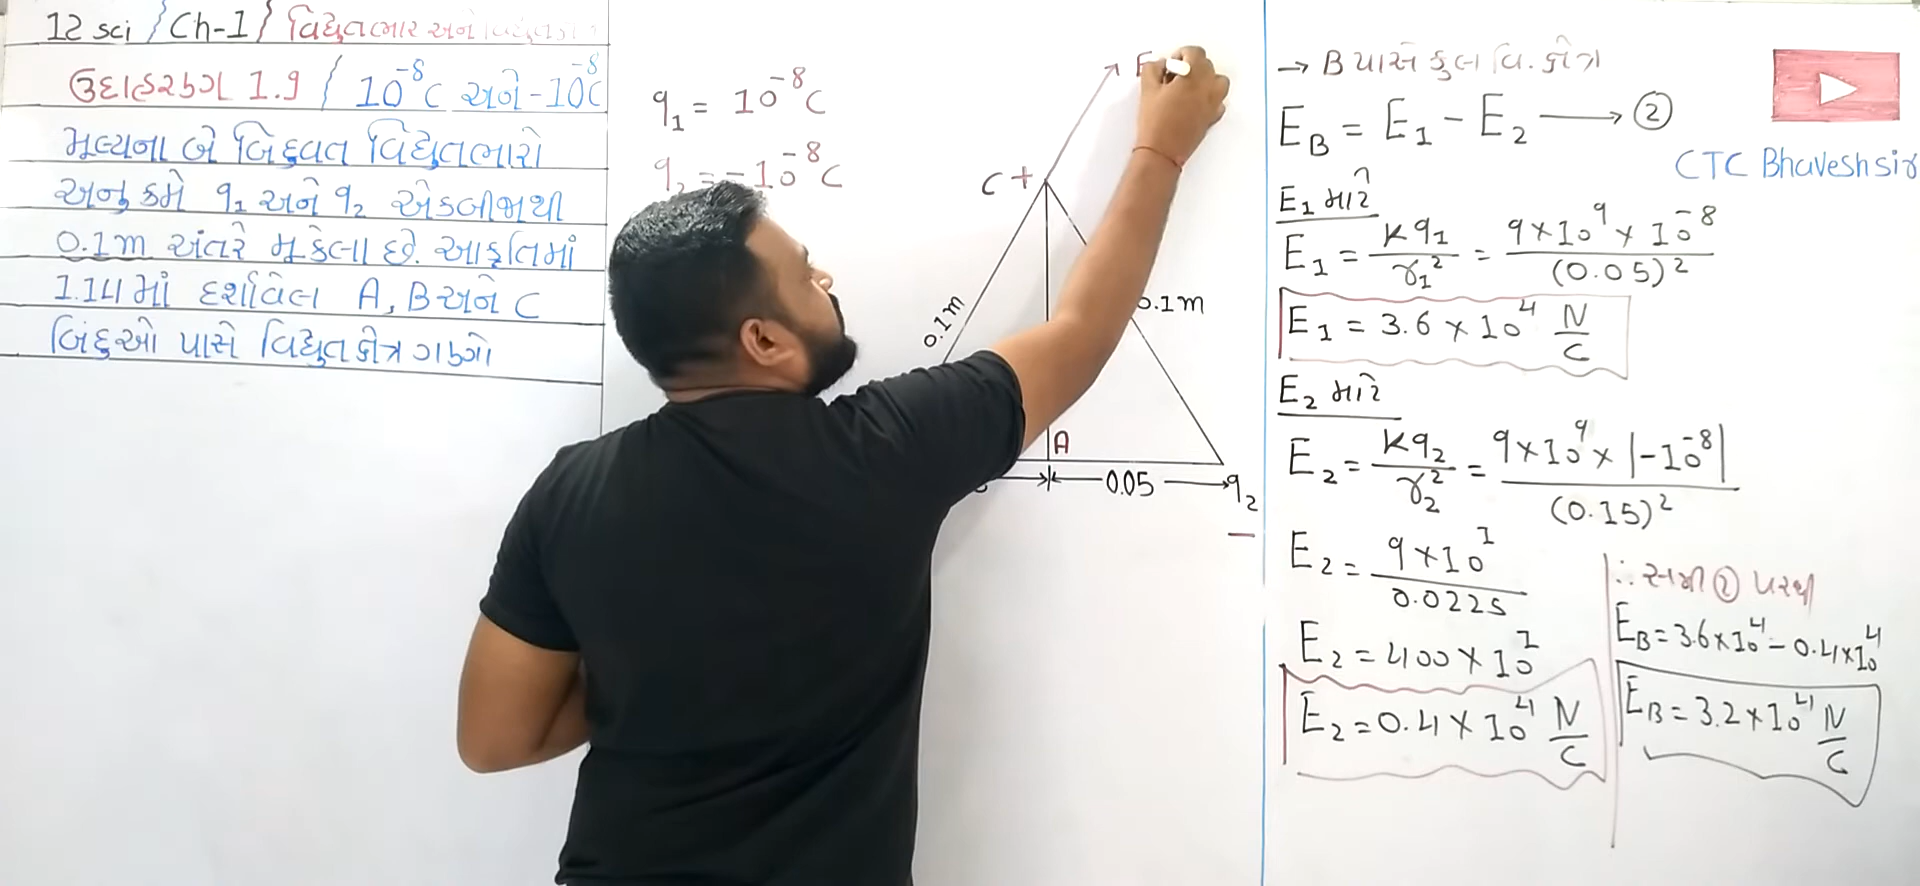 12 sci / Ch-1 / વિદ્યુતભાર અને
ઉદાહરણ 1.9 / 10⁻⁸C અને -10⁻⁸C
મૂલ્યના બે બિંદુવત વિદ્યુતભારો
અનુક્રમે q₁ અને q₂ એકબીજાથી
0.1m અંતરે મૂકેલા છે. આકૃતિમાં
1.14માં દર્શાવેલ A, B અને C
બિંદુઓ પાસે વિદ્યુતક્ષેત્ર ગણો
q₁ = 10⁻⁸C
q₂ = -10⁻⁸C
E
C +
0.1m
0.1m
A
0.05
q₂
−
→ B પાસે કુલ વિ. ક્ષેત્ર
E_B = E₁ - E₂ ⟶ ②
CTC Bhavesh sir
E₁ માટે
E₁ = kq₁/r₁² = 9×10⁹ × 10⁻⁸/(0.05)²
E₁ = 3.6 × 10⁴ N/C
E₂ માટે
E₂ = kq₂/r₂² = 9×10⁹ × |-10⁻⁸|/(0.15)²
E₂ = 9×10¹/0.0225
E₂ = 400 × 10¹
E₂ = 0.4 × 10⁴ N/C
∴ સમી ② પરથી
E_B = 3.6×10⁴ - 0.4×10⁴
E_B = 3.2×10⁴ N/C